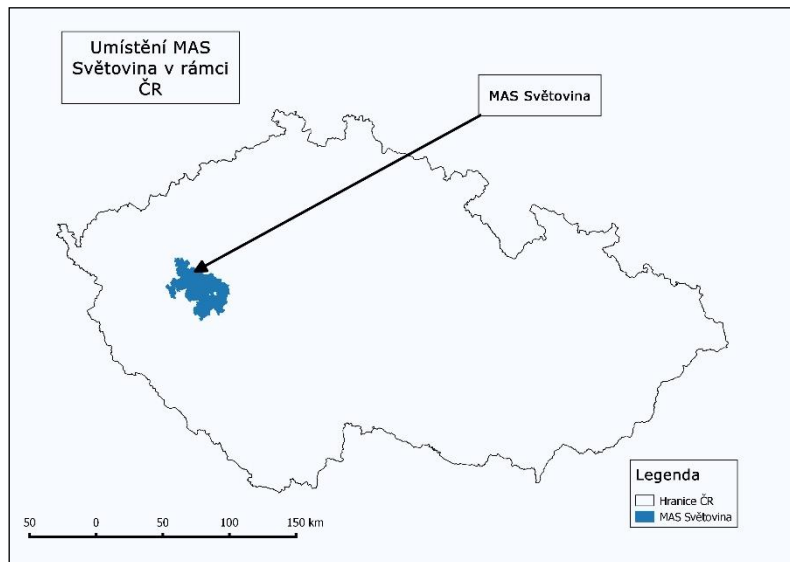 Umístění MAS
Světovina v rámci
ČR
MAS Světovina
Legenda
Hranice ČR
MAS Světovina
50 0 50 100 150 km